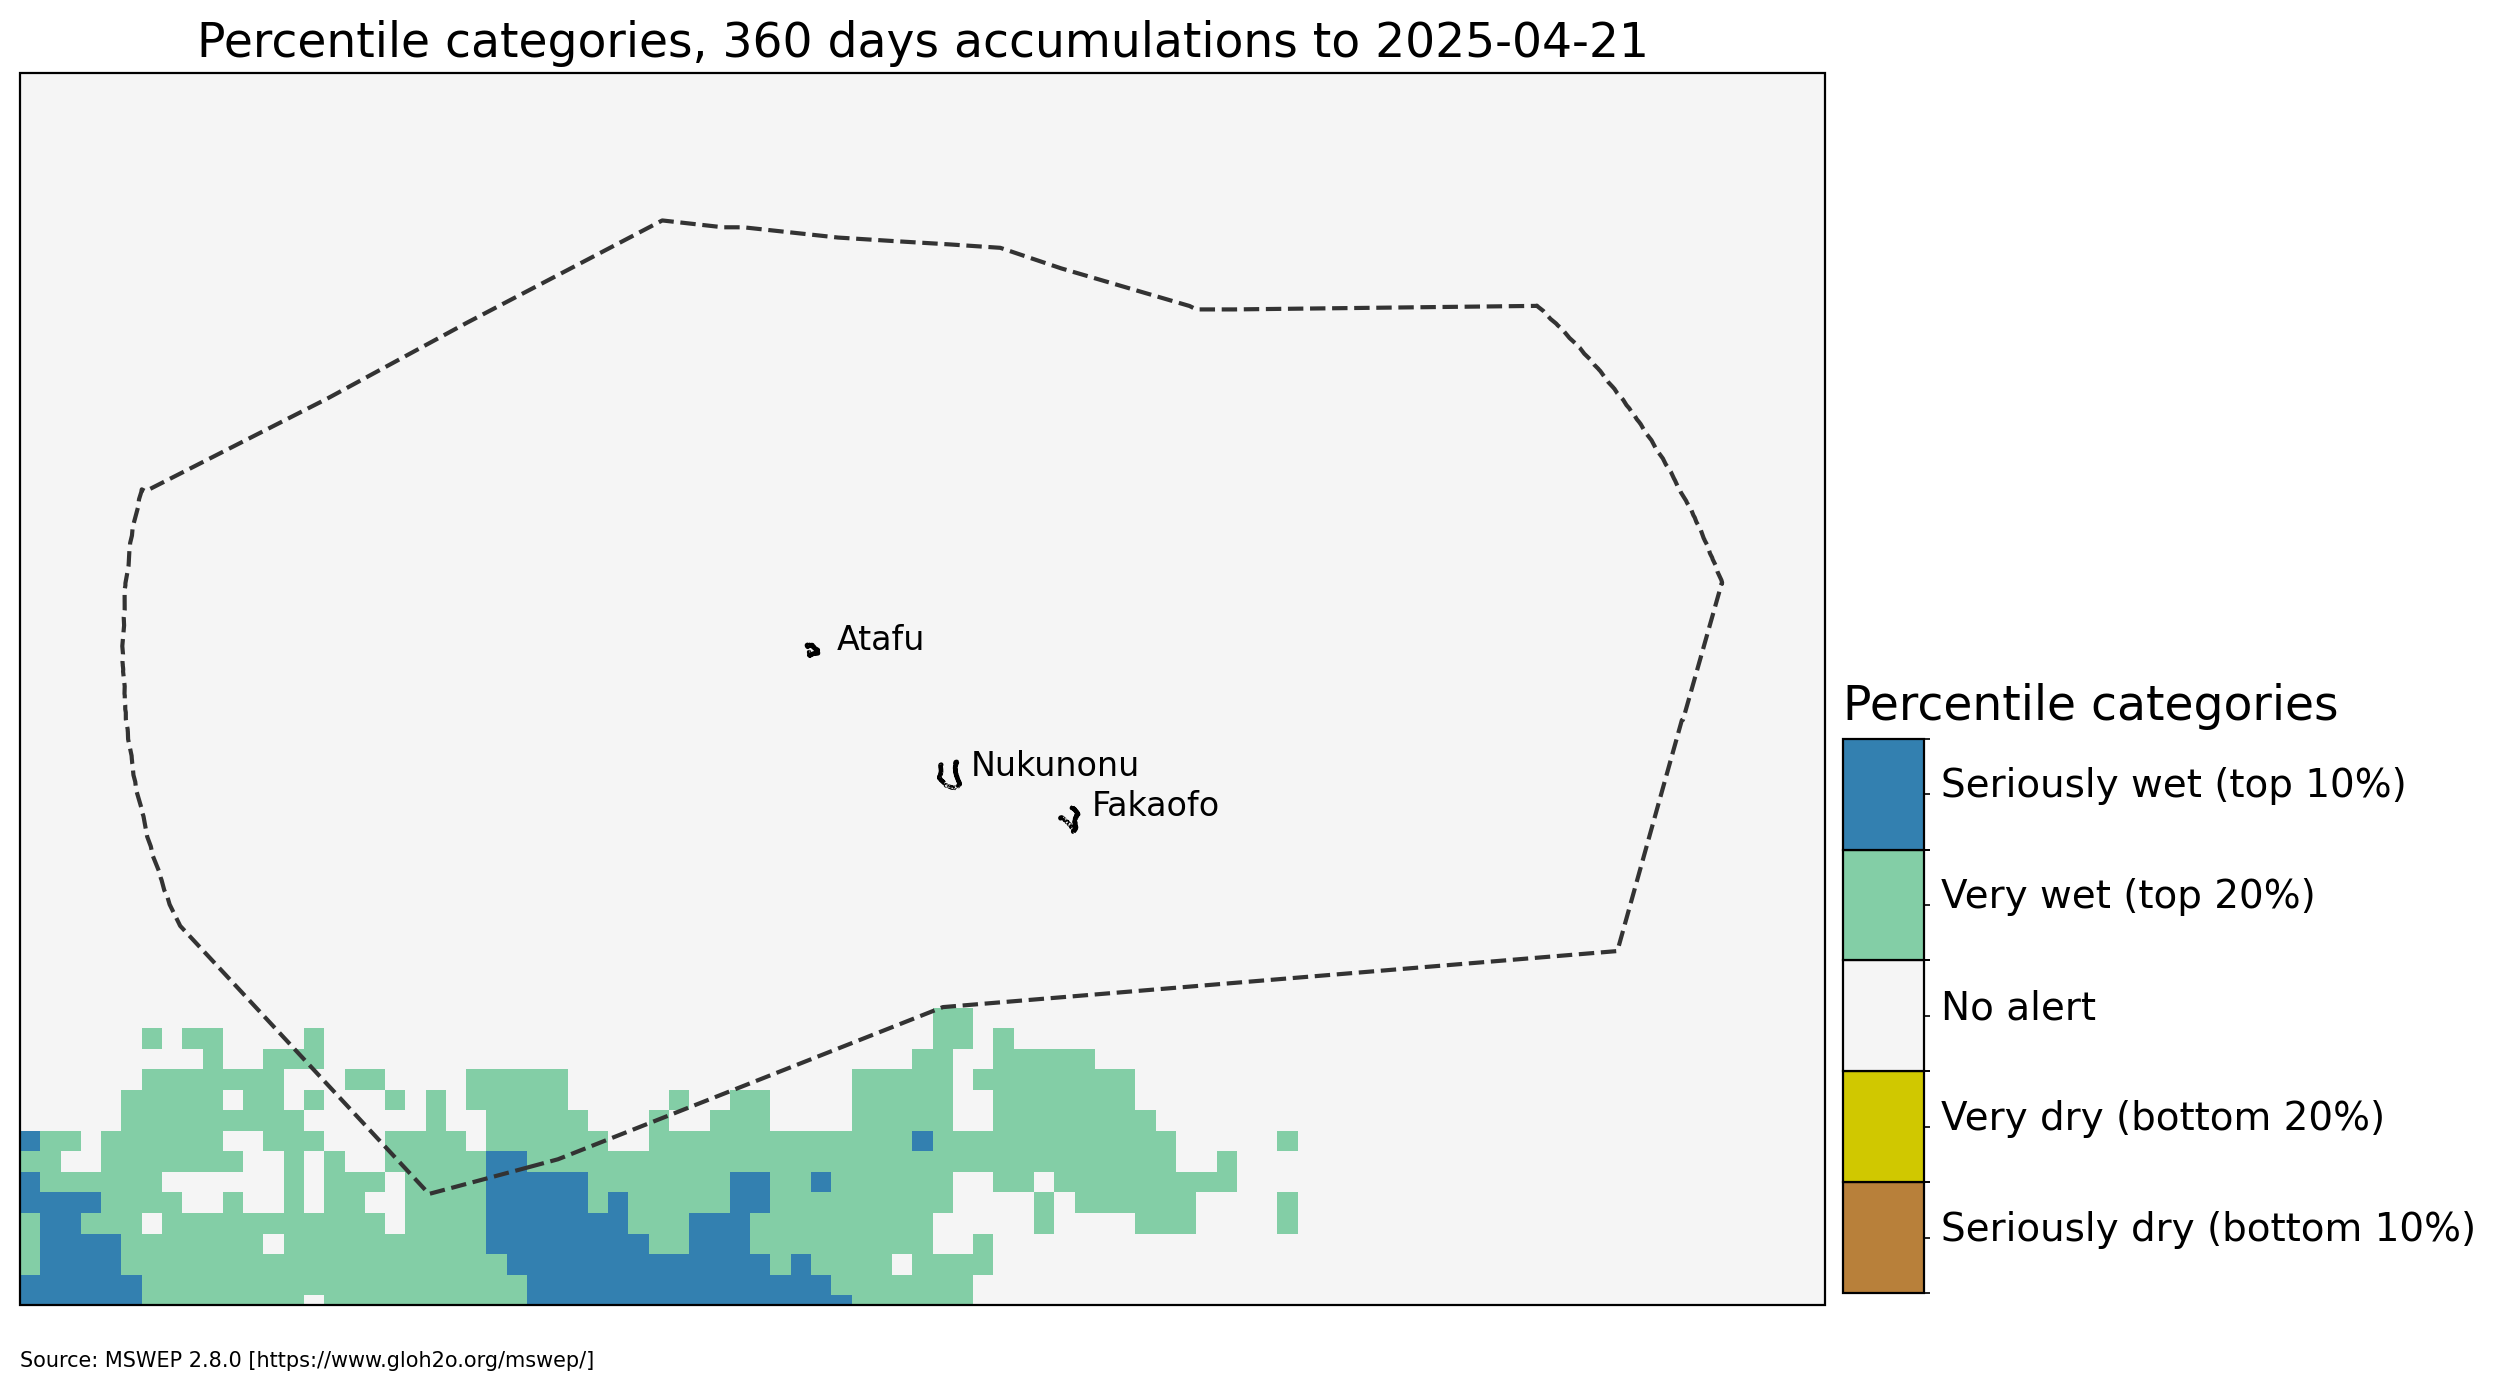 Percentile categories, 360 days accumulations to 2025-04-21
Atafu
Nukunonu
Fakaofo
Percentile categories
Seriously wet (top 10%)
Very wet (top 20%)
No alert
Very dry (bottom 20%)
Seriously dry (bottom 10%)
Source: MSWEP 2.8.0 [https://www.gloh2o.org/mswep/]